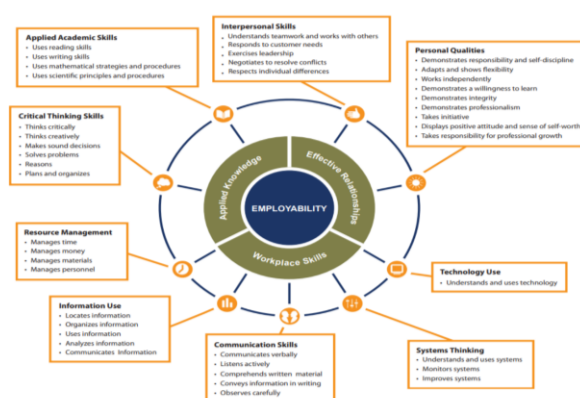 Applied Academic Skills
• Uses reading skills
• Uses writing skills
• Uses mathematical strategies and procedures
• Uses scientific principles and procedures
Interpersonal Skills
• Understands teamwork and works with others
• Responds to customer needs
• Exercises leadership
• Negotiates to resolve conflicts
• Respects individual differences
Personal Qualities
• Demonstrates responsibility and self-discipline
• Adapts and shows flexibility
• Works independently
• Demonstrates a willingness to learn
• Demonstrates integrity
• Demonstrates professionalism
• Takes initiative
• Displays positive attitude and sense of self-worth
• Takes responsibility for professional growth
Critical Thinking Skills
• Thinks critically
• Thinks creatively
• Makes sound decisions
• Solves problems
• Reasons
• Plans and organizes
Applied Knowledge
Effective Relationships
EMPLOYABILITY
Workplace Skills
Resource Management
• Manages time
• Manages money
• Manages materials
• Manages personnel
Technology Use
• Understands and uses technology
Information Use
• Locates information
• Organizes information
• Uses information
• Analyzes information
• Communicates Information
Communication Skills
• Communicates verbally
• Listens actively
• Comprehends written material
• Conveys information in writing
• Observes carefully
Systems Thinking
• Understands and uses systems
• Monitors systems
• Improves systems